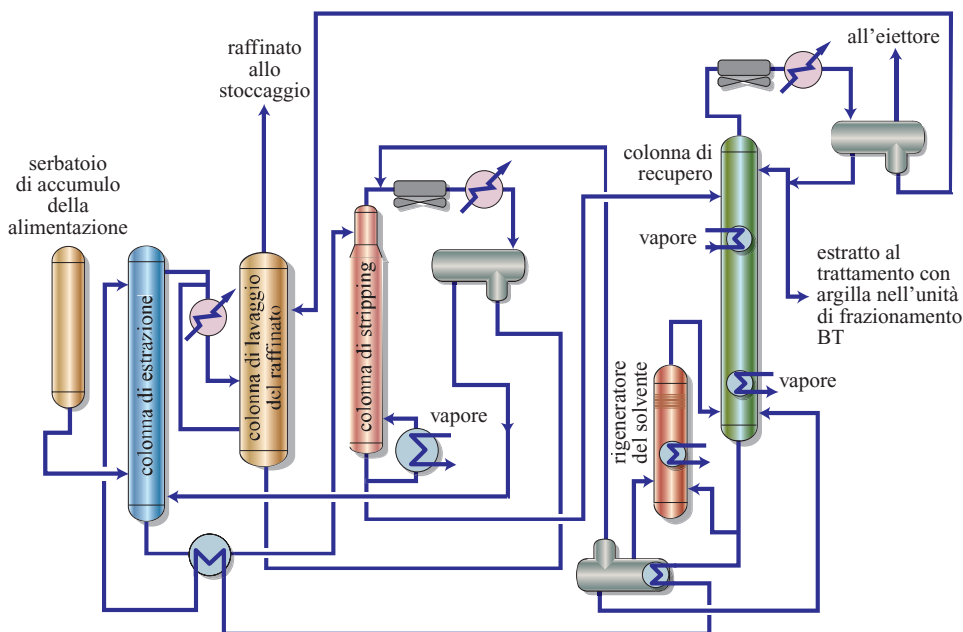 raffinato
allo
stoccaggio
all'eiettore
serbatoio
di accumulo
della
alimentazione
colonna di
recupero
vapore
estratto al
trattamento con
argilla nell'unità
di frazionamento
BT
colonna di estrazione
colonna di lavaggio
del raffinato
colonna di stripping
vapore
rigeneratore
del solvente
vapore